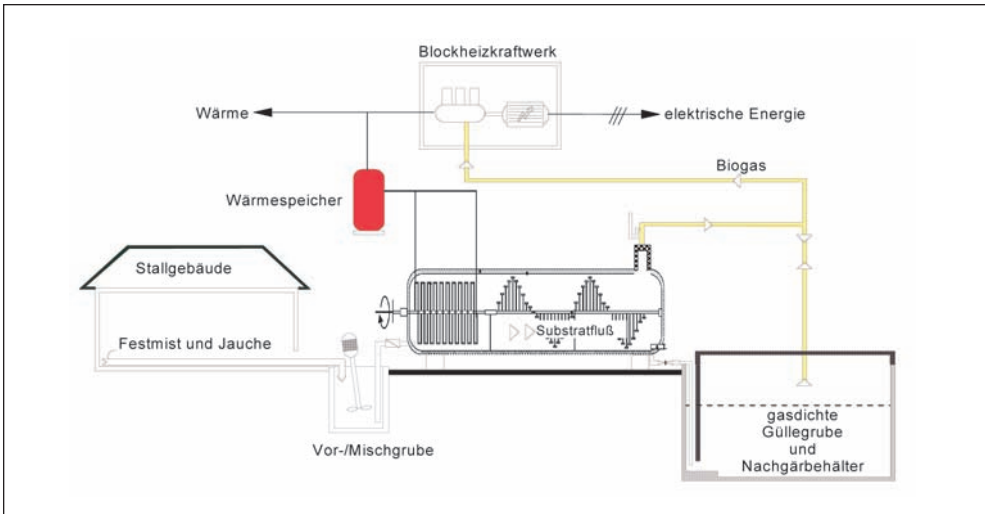 Blockheizkraftwerk
Wärme
elektrische Energie
Biogas
Wärmespeicher
Stallgebäude
Substratfluß
Festmist und Jauche
gasdichte
Güllegrube
und
Nachgärbehälter
Vor-/Mischgrube